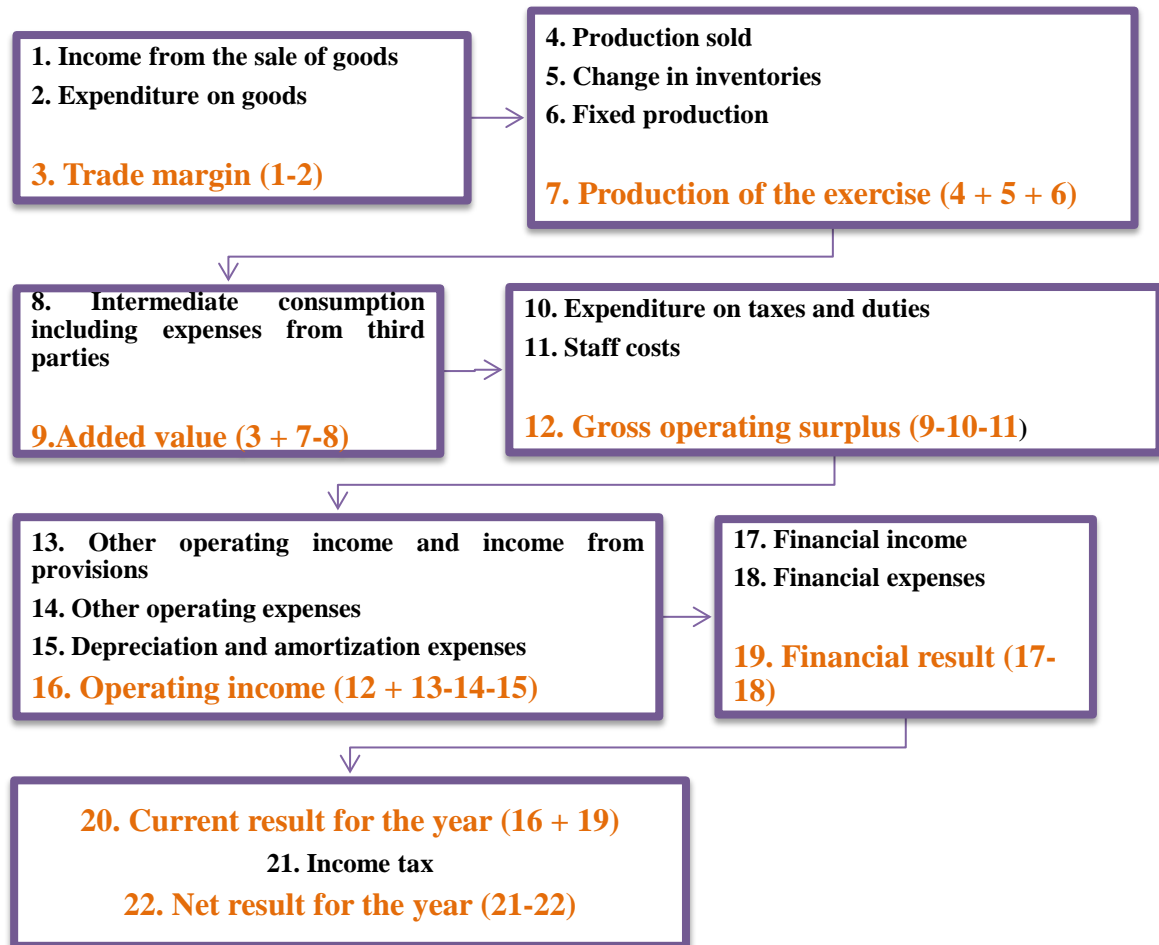 1. Income from the sale of goods
2. Expenditure on goods
3. Trade margin (1-2)
4. Production sold
5. Change in inventories
6. Fixed production
7. Production of the exercise (4 + 5 + 6)
8. Intermediate consumption
including expenses from third
parties
9.Added value (3 + 7-8)
10. Expenditure on taxes and duties
11. Staff costs
12. Gross operating surplus (9-10-11)
13. Other operating income and income from
provisions
14. Other operating expenses
15. Depreciation and amortization expenses
16. Operating income (12 + 13-14-15)
17. Financial income
18. Financial expenses
19. Financial result (17-
18)
20. Current result for the year (16 + 19)
21. Income tax
22. Net result for the year (21-22)